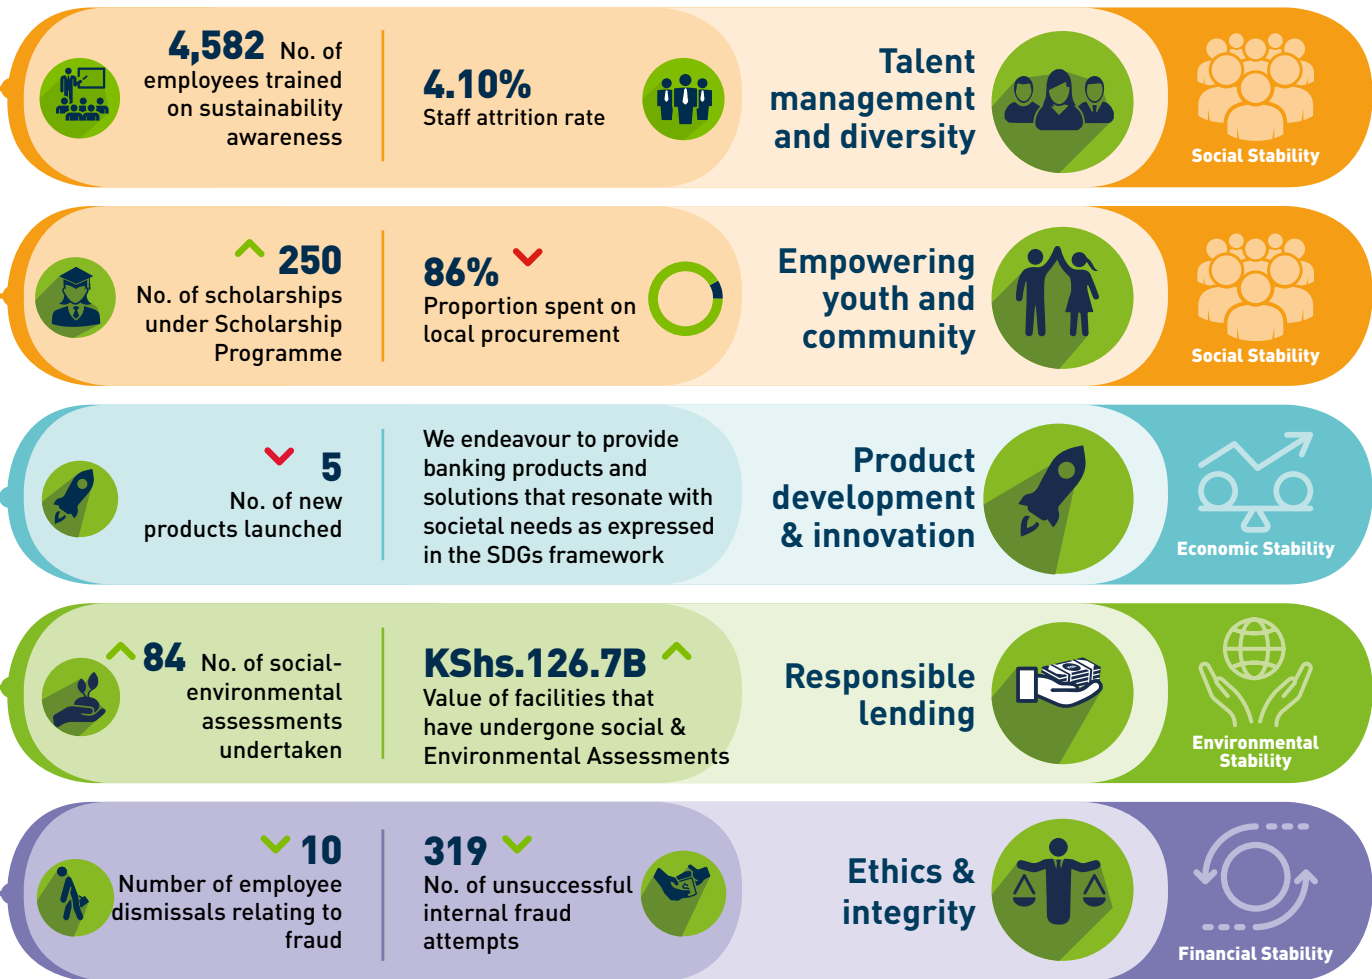 4,582 No. of
employees trained
on sustainability
awareness
4.10%
Staff attrition rate
Talent
management
and diversity
Social Stability
250
No. of scholarships
under Scholarship
Programme
86%
Proportion spent on
local procurement
Empowering
youth and
community
Social Stability
5
No. of new
products launched
We endeavour to provide
banking products and
solutions that resonate with
societal needs as expressed
in the SDGs framework
Product
development
& innovation
Economic Stability
84 No. of social-
environmental
assessments
undertaken
KShs.126.7B
Value of facilities that
have undergone social &
Environmental Assessments
Responsible
lending
Environmental
Stability
10
Number of employee
dismissals relating to
fraud
319
No. of unsuccessful
internal fraud
attempts
Ethics &
integrity
Financial Stability